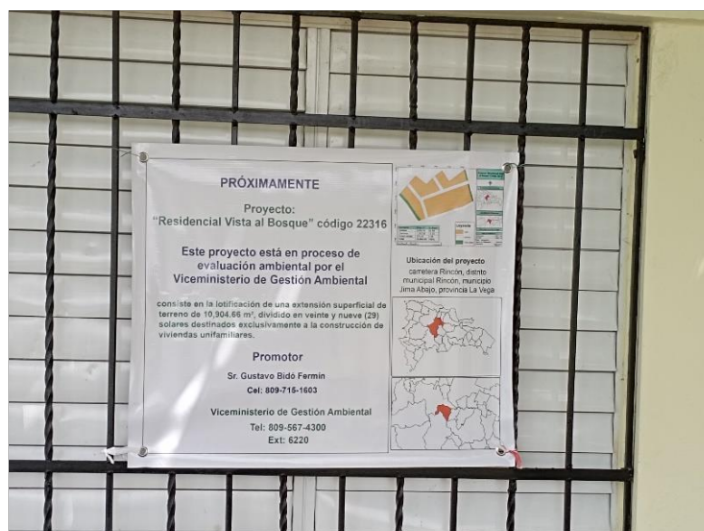 PRÓXIMAMENTE
Proyecto:
"Residencial Vista al Bosque" código 22316
Este proyecto está en proceso de
evaluación ambiental por el
Viceministerio de Gestión Ambiental
consiste en la lotificación de una extensión superficial de
terreno de 10,904.66 m², dividido en veinte y nueve (29)
solares destinados exclusivamente a la construcción de
viviendas unifamiliares.
Promotor
Sr. Gustavo Bidó Fermín
Cel: 809-715-1603
Viceministerio de Gestión Ambiental
Tel: 809-567-4300
Ext: 6220
Ubicación del proyecto
carretera Rincón, distrito
municipal Rincón, municipio
Jima Abajo, provincia La Vega